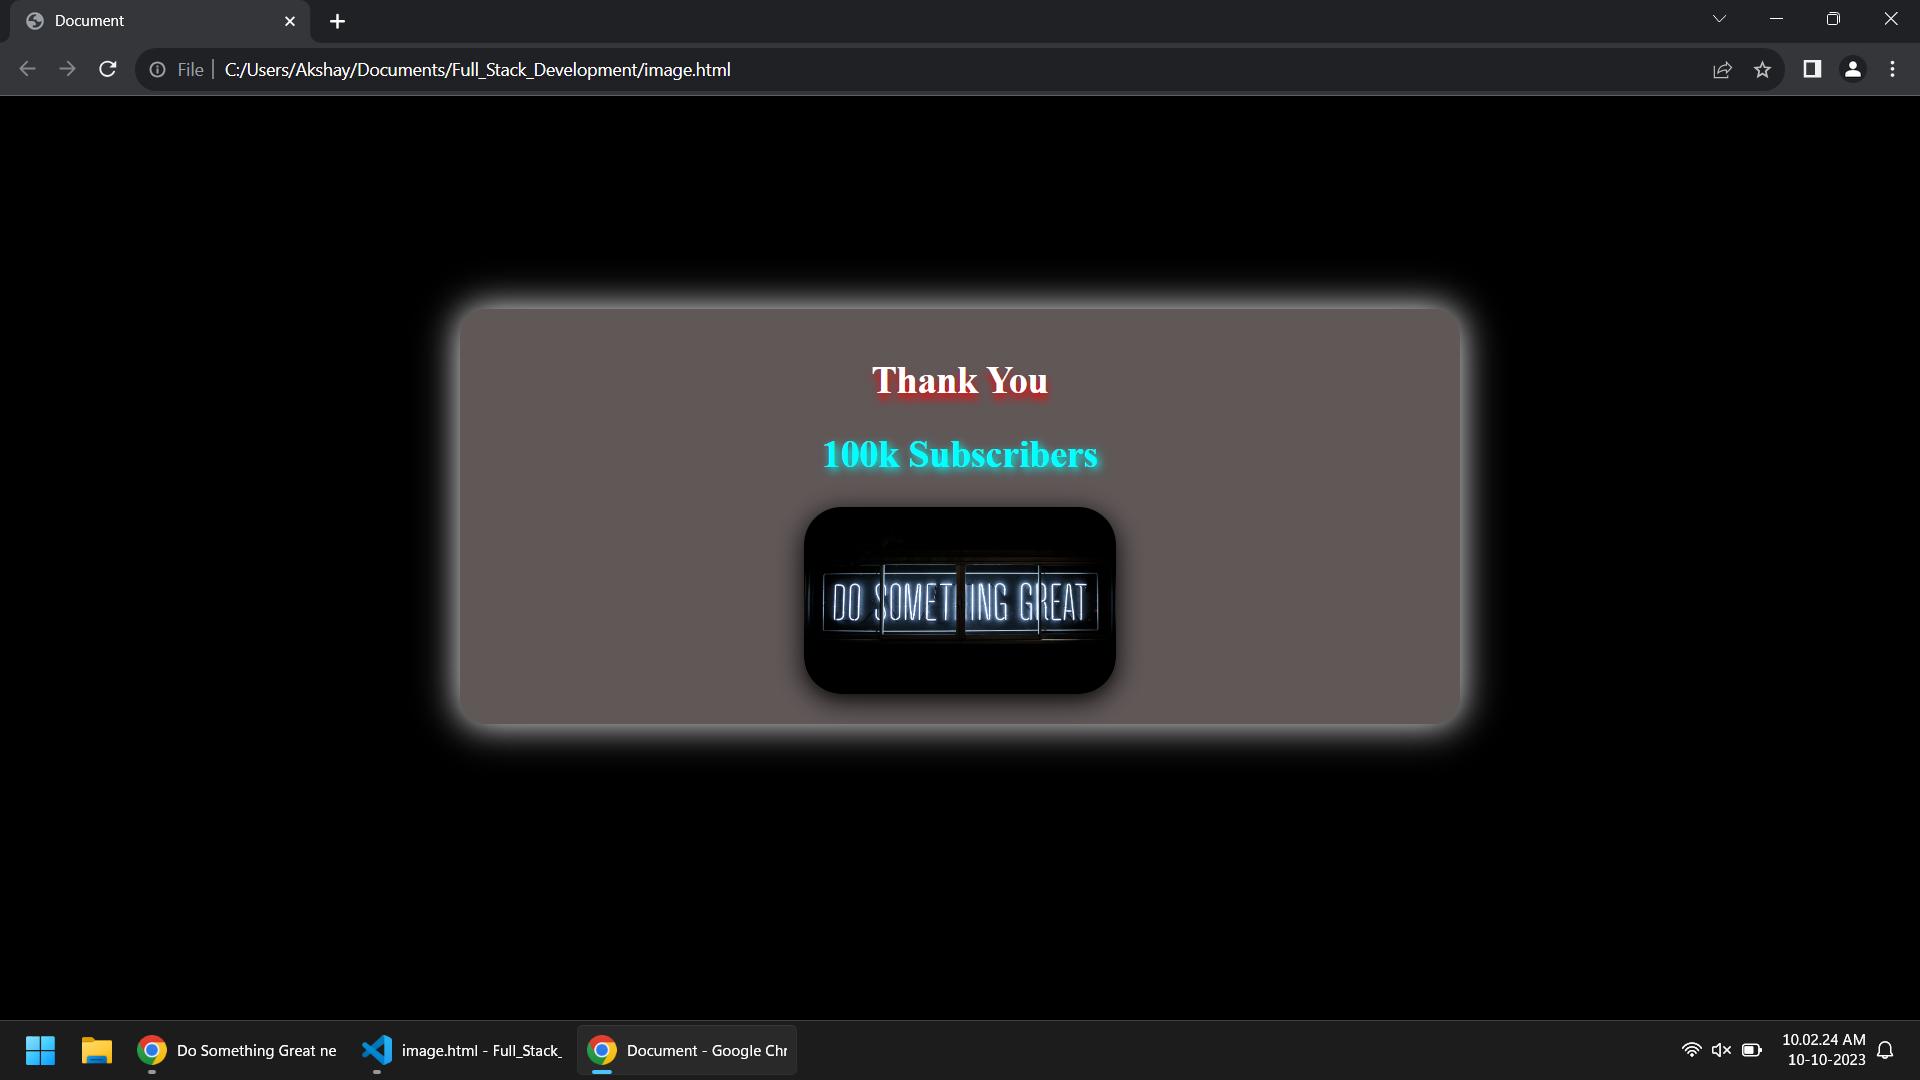 Document
File
C:/Users/Akshay/Documents/Full_Stack_Development/image.html
Thank You
100k Subscribers
DO SOMETHING GREAT
Do Something Great ne
image.html - Full_Stack_
Document - Google Chr
10.02.24 AM
10-10-2023